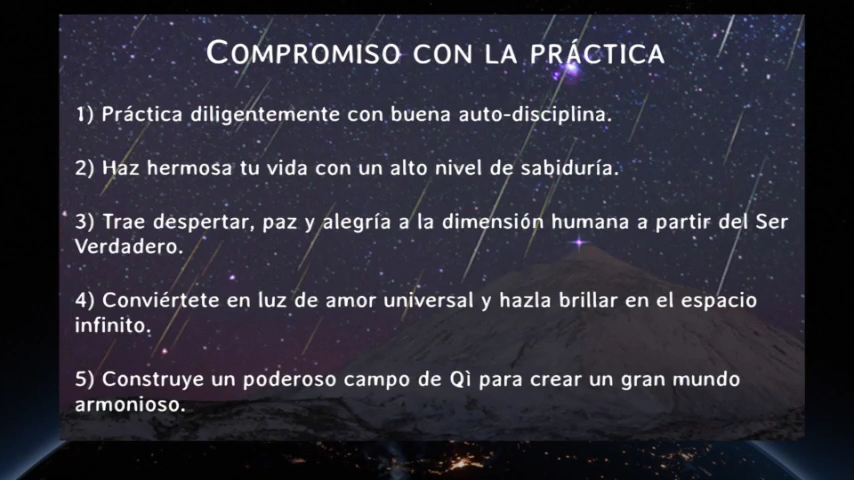 COMPROMISO CON LA PRÁCTICA
1) Práctica diligentemente con buena auto-disciplina.
2) Haz hermosa tu vida con un alto nivel de sabiduría.
3) Trae despertar, paz y alegría a la dimensión humana a partir del Ser
Verdadero.
4) Conviértete en luz de amor universal y hazla brillar en el espacio
infinito.
5) Construye un poderoso campo de Qì para crear un gran mundo
armonioso.